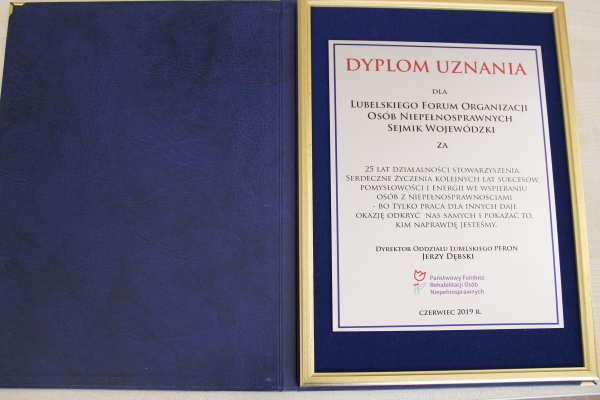 DYPLOM UZNANIA
DLA
LUBELSKIEGO FORUM ORGANIZACJI
OSÓB NIEPEŁNOSPRAWNYCH
SEJMIK WOJEWÓDZKI
ZA
25 LAT DZIAŁALNOŚCI STOWARZYSZENIA.
SERDECZNE ŻYCZENIA KOLEJNYCH LAT SUKCESÓW,
POMYSŁOWOŚCI I ENERGII WE WSPIERANIU
OSÓB Z NIEPEŁNOSPRAWNOŚCIAMI
- BO TYLKO PRACA DLA INNYCH DAJE
OKAZJĘ ODKRYĆ NAS SAMYCH I POKAZAĆ TO,
KIM NAPRAWDĘ JESTEŚMY.
DYREKTOR ODDZIAŁU LUBELSKIEGO PFRON
JERZY DĘBSKI
Państwowy Fundusz
Rehabilitacji Osób
Niepełnosprawnych
CZERWIEC 2019 R.